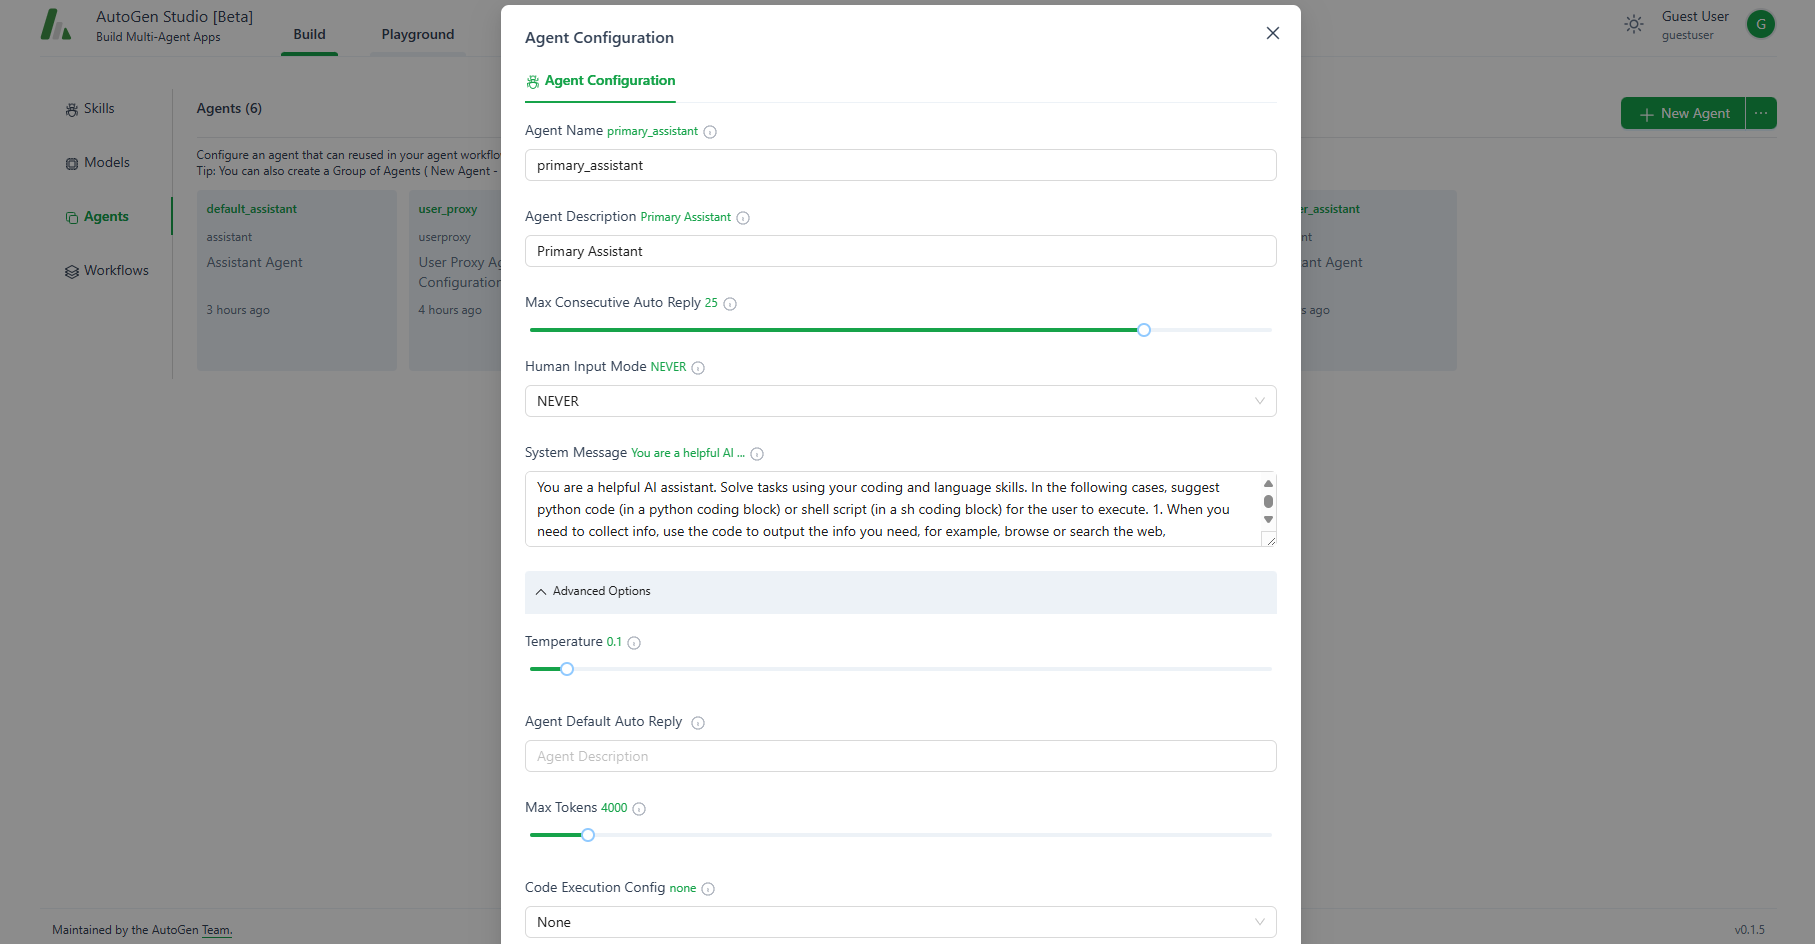 AutoGen Studio [Beta]
Build Multi-Agent Apps
Build
Playground
Guest User
guestuser
G
Skills
Models
Agents
Workflows
Agents (6)
New Agent
Configure an agent that can reused in your agent workflo
Tip: You can also create a Group of Agents ( New Agent -
default_assistant
assistant
Assistant Agent
3 hours ago
user_proxy
userproxy
User Proxy Ag
Configuration
4 hours ago
er_assistant
nt
ant Agent
s ago
Agent Configuration
Agent Configuration
Agent Name primary_assistant
primary_assistant
Agent Description Primary Assistant
Primary Assistant
Max Consecutive Auto Reply 25
Human Input Mode NEVER
NEVER
System Message You are a helpful AI ...
You are a helpful AI assistant. Solve tasks using your coding and language skills. In the following cases, suggest
python code (in a python coding block) or shell script (in a sh coding block) for the user to execute. 1. When you
need to collect info, use the code to output the info you need, for example, browse or search the web,
Advanced Options
Temperature 0.1
Agent Default Auto Reply
Agent Description
Max Tokens 4000
Code Execution Config none
None
Maintained by the AutoGen Team.
v0.1.5